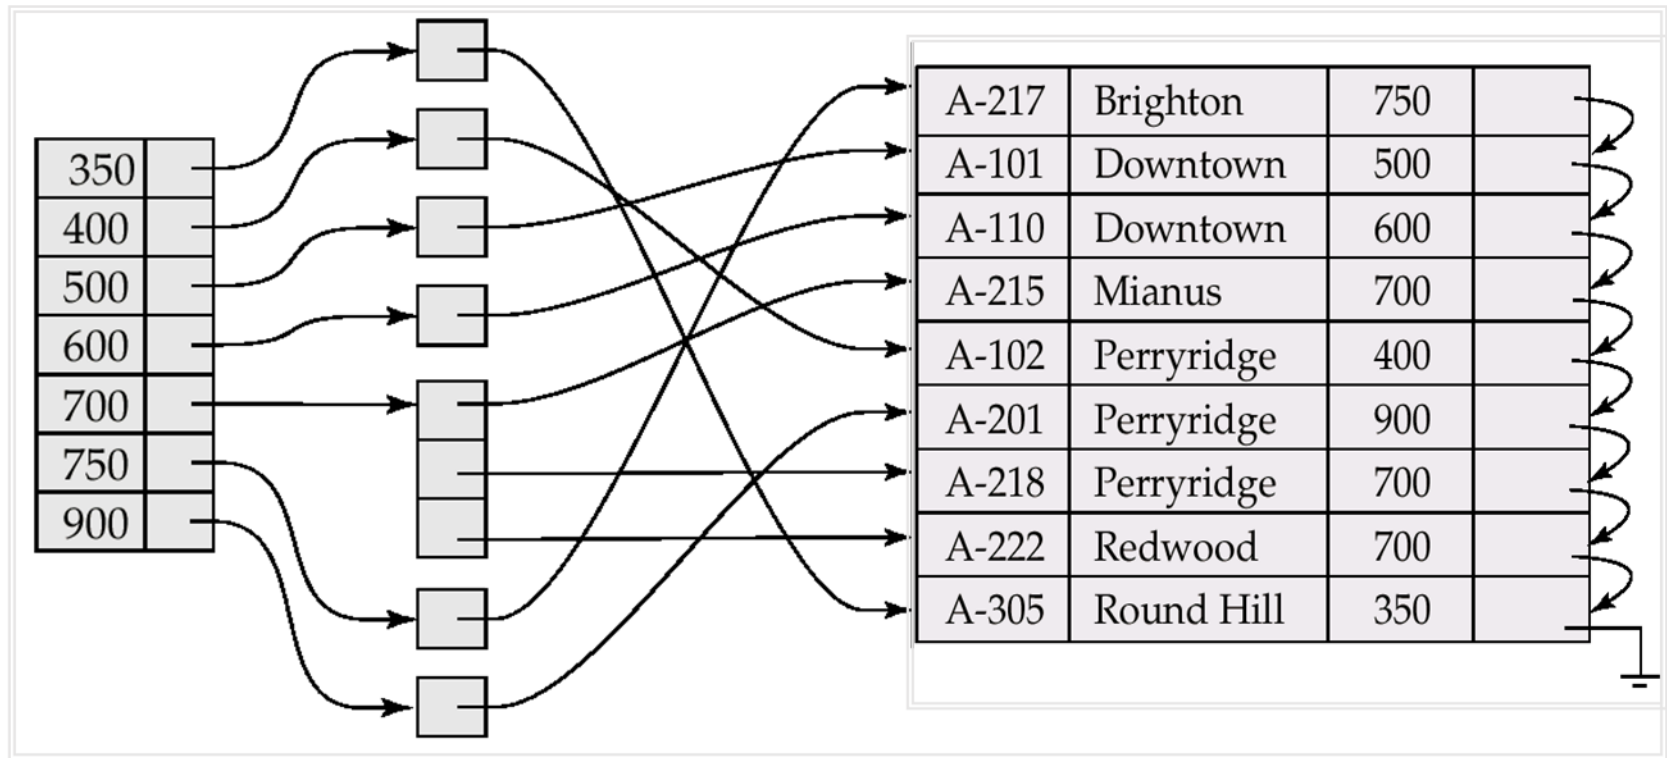 350
400
500
600
700
750
900
A-217 Brighton 750
A-101 Downtown 500
A-110 Downtown 600
A-215 Mianus 700
A-102 Perryridge 400
A-201 Perryridge 900
A-218 Perryridge 700
A-222 Redwood 700
A-305 Round Hill 350